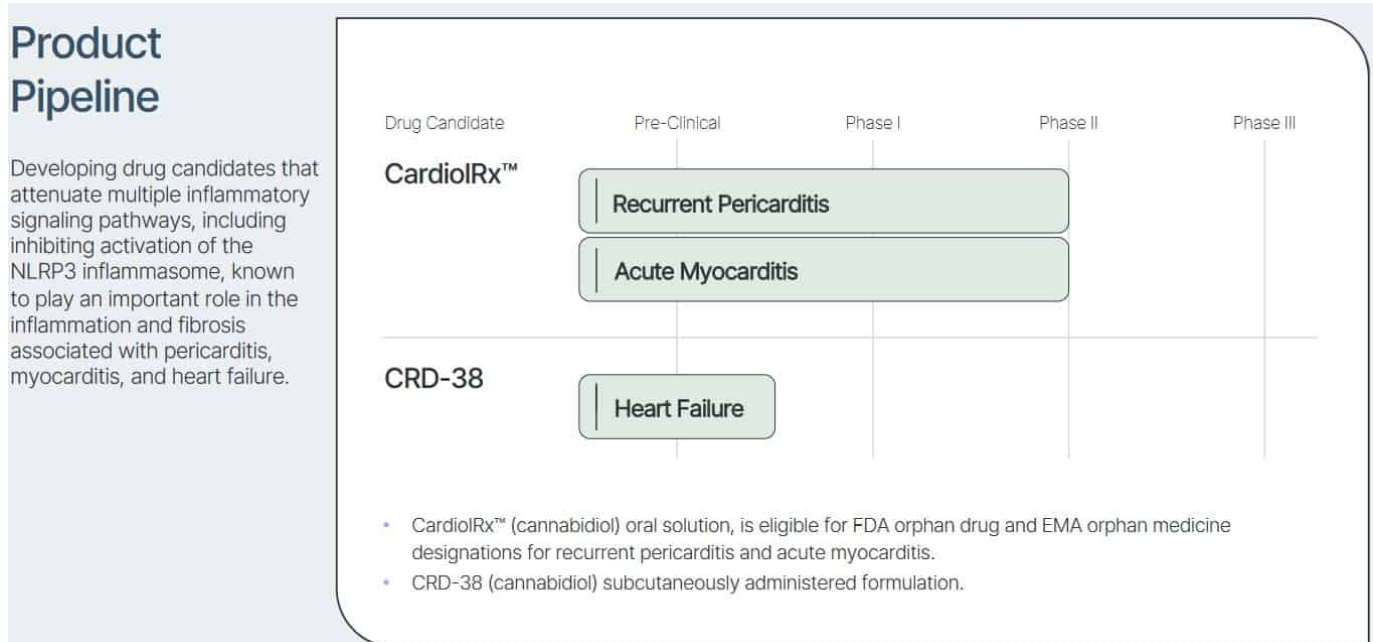 Product
Pipeline
Developing drug candidates that
attenuate multiple inflammatory
signaling pathways, including
inhibiting activation of the
NLRP3 inflammasome, known
to play an important role in the
inflammation and fibrosis
associated with pericarditis,
myocarditis, and heart failure.
Drug Candidate Pre-Clinical Phase I Phase II Phase III
CardiolRx™
Recurrent Pericarditis
Acute Myocarditis
CRD-38
Heart Failure
• CardiolRx™ (cannabidiol) oral solution, is eligible for FDA orphan drug and EMA orphan medicine
designations for recurrent pericarditis and acute myocarditis.
• CRD-38 (cannabidiol) subcutaneously administered formulation.